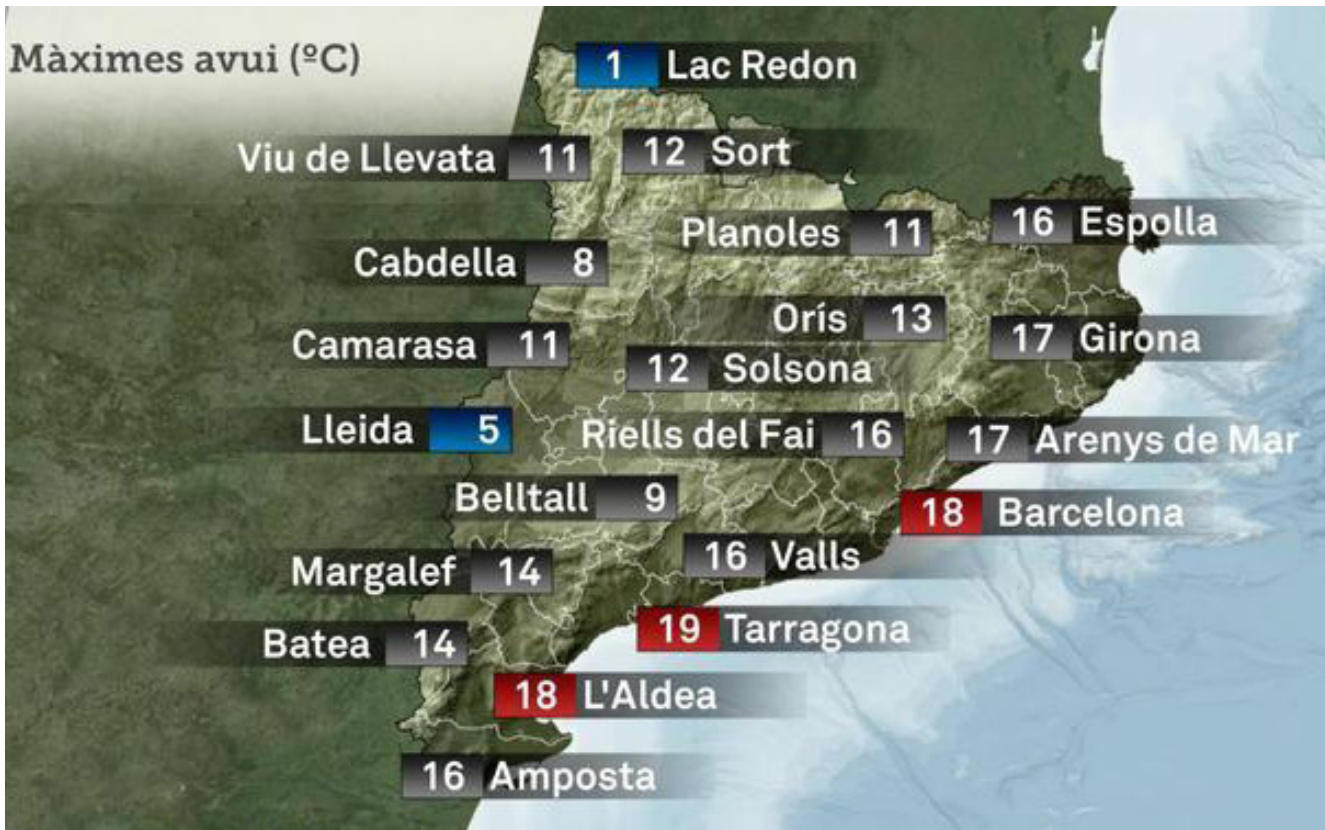 Màximes avui (ºC)
1 Lac Redon
Viu de Llevata 11
12 Sort
Planoles 11
16 Espolla
Cabdella 8
Orís 13
Camarasa 11
17 Girona
12 Solsona
Lleida 5
Riells del Fai 16
17 Arenys de Mar
Belltall 9
18 Barcelona
16 Valls
Margalef 14
19 Tarragona
Batea 14
18 L'Aldea
16 Amposta